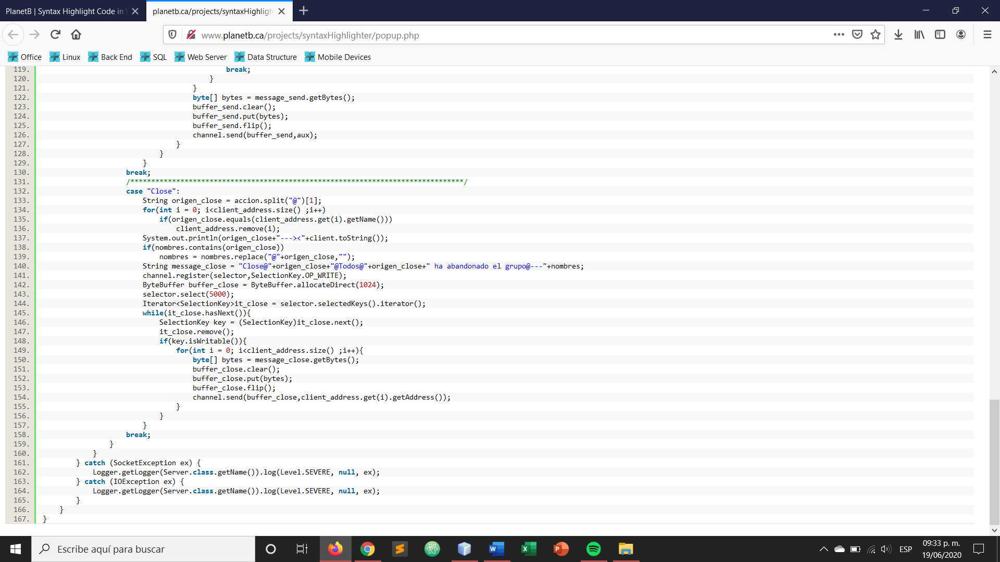 PlanetB | Syntax Highlight Code in
planetb.ca/projects/syntaxHighligh
www.planetb.ca/projects/syntaxHighlighter/popup.php
Office
Linux
Back End
SQL
Web Server
Data Structure
Mobile Devices
119. break;
120. }
121. }
122. byte[] bytes = message_send.getBytes();
123. buffer_send.clear();
124. buffer_send.put(bytes);
125. buffer_send.flip();
126. channel.send(buffer_send,aux);
127. }
128. }
129. }
130. break;
131. /********************************************************************************/
132. case "Close":
133. String origen_close = accion.split("@")[1];
134. for(int i = 0; i<client_address.size() ;i++)
135. if(origen_close.equals(client_address.get(i).getName()))
136. client_address.remove(i);
137. System.out.println(origen_close+"---><"+client.toString());
138. if(nombres.contains(origen_close))
139. nombres = nombres.replace("@"+origen_close,"");
140. String message_close = "Close@"+origen_close+"@Todos@"+origen_close+" ha abandonado el grupo@---"+nombres;
141. channel.register(selector,SelectionKey.OP_WRITE);
142. ByteBuffer buffer_close = ByteBuffer.allocateDirect(1024);
143. selector.select(5000);
144. Iterator<SelectionKey>it_close = selector.selectedKeys().iterator();
145. while(it_close.hasNext()){
146. SelectionKey key = (SelectionKey)it_close.next();
147. it_close.remove();
148. if(key.isWritable()){
149. for(int i = 0; i<client_address.size() ;i++){
150. byte[] bytes = message_close.getBytes();
151. buffer_close.clear();
152. buffer_close.put(bytes);
153. buffer_close.flip();
154. channel.send(buffer_close,client_address.get(i).getAddress());
155. }
156. }
157. }
158. break;
159. }
160. }
161. } catch (SocketException ex) {
162. Logger.getLogger(Server.class.getName()).log(Level.SEVERE, null, ex);
163. } catch (IOException ex) {
164. Logger.getLogger(Server.class.getName()).log(Level.SEVERE, null, ex);
165. }
166. }
167. }
Escribe aquí para buscar
ESP
09:33 p. m.
19/06/2020